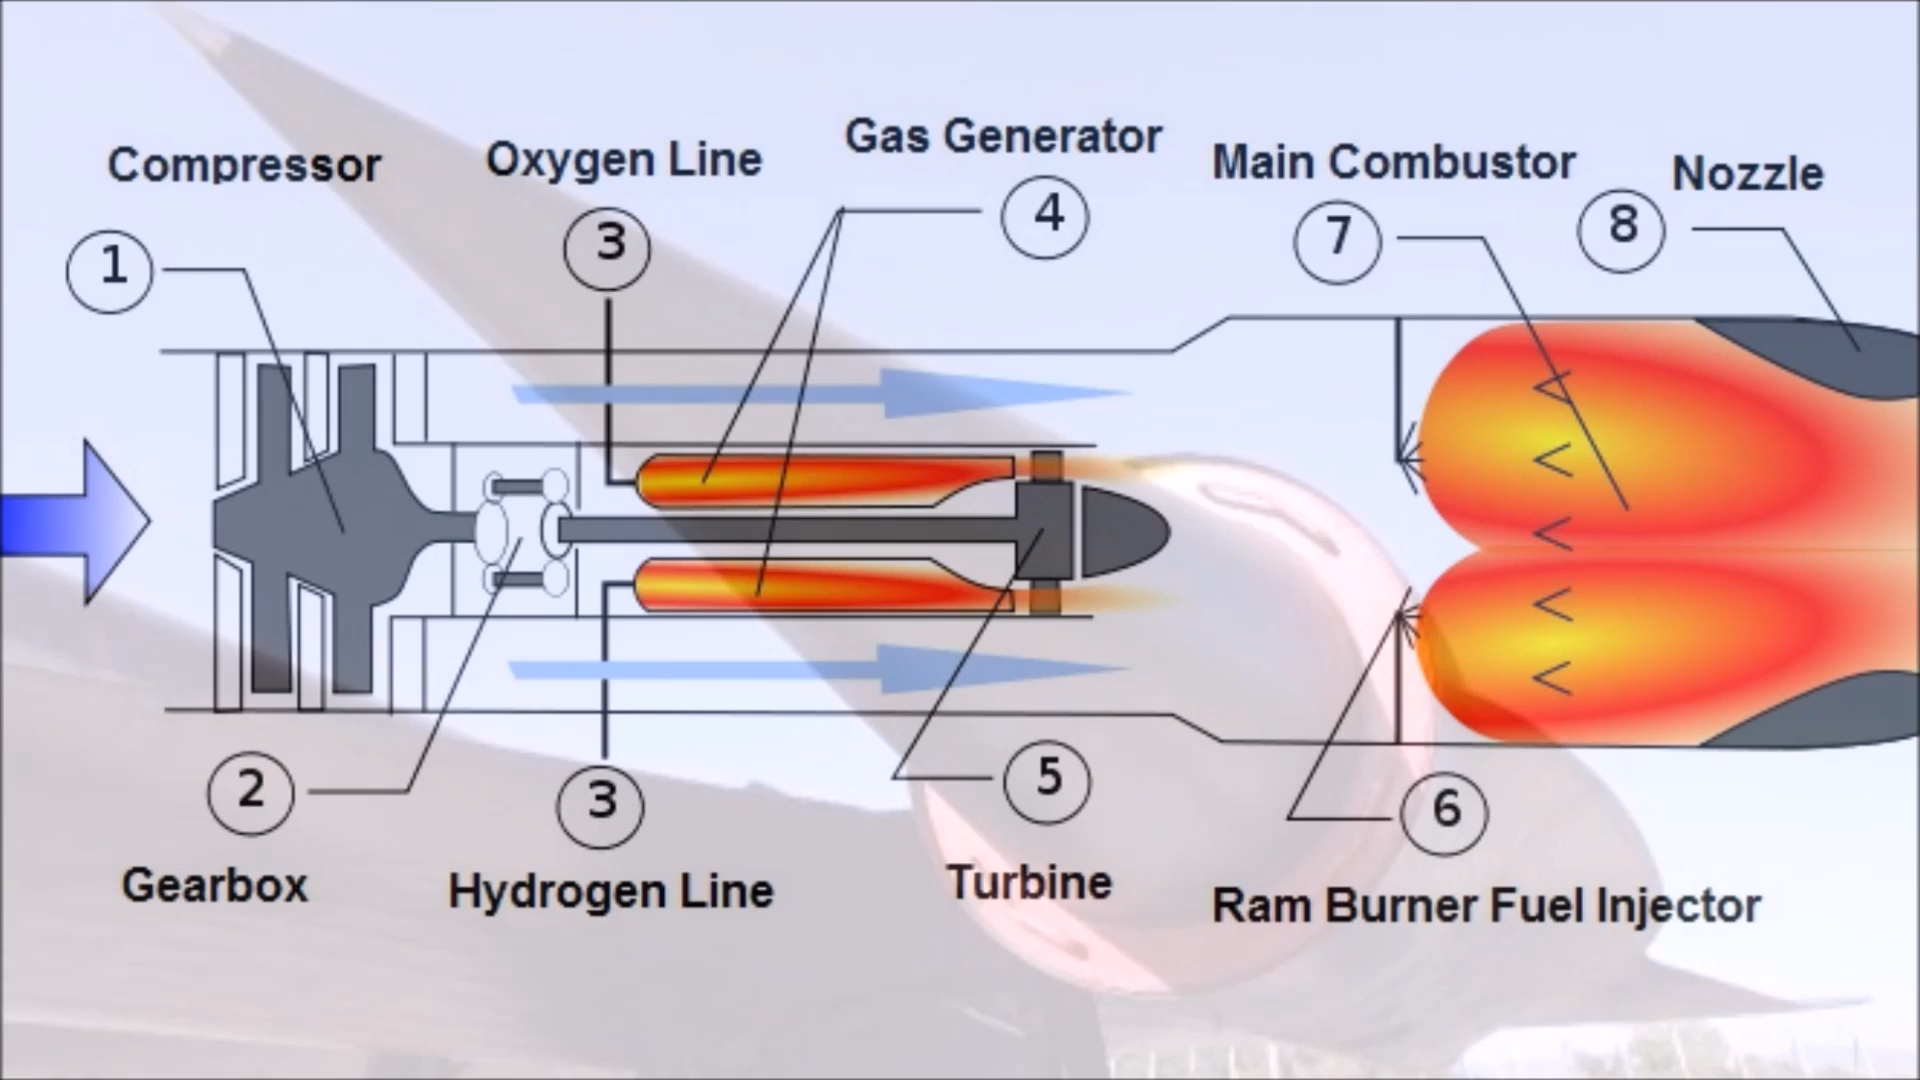 Compressor
Oxygen Line
Gas Generator
Main Combustor
Nozzle
1
3
4
7
8
2
3
5
6
Gearbox
Hydrogen Line
Turbine
Ram Burner Fuel Injector